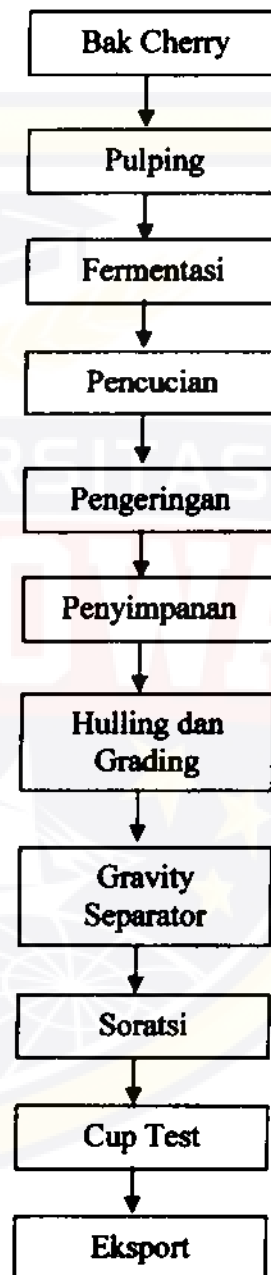 Bak Cherry
Pulping
Fermentasi
Pencucian
Pengeringan
Penyimpanan
Hulling dan
Grading
Gravity
Separator
Soratsi
Cup Test
Eksport